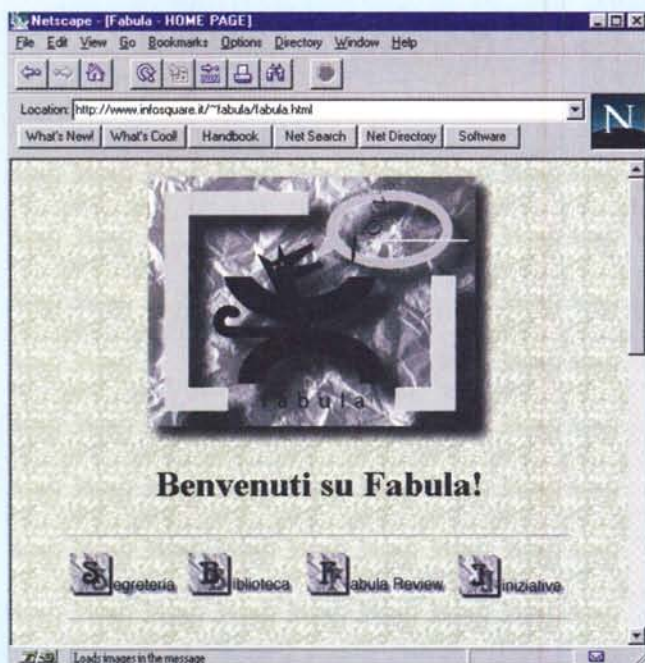 Netscape - [Fabula - HOME PAGE]
File Edit View Go Bookmarks Options Directory Window Help
Location: http://www.infosquare.it/~fabula/fabula.html
N
What's New! What's Cool! Handbook Net Search Net Directory Software
fabula
Benvenuti su Fabula!
Segreteria Biblioteca Fabula Review Iniziative
Loads images in the message